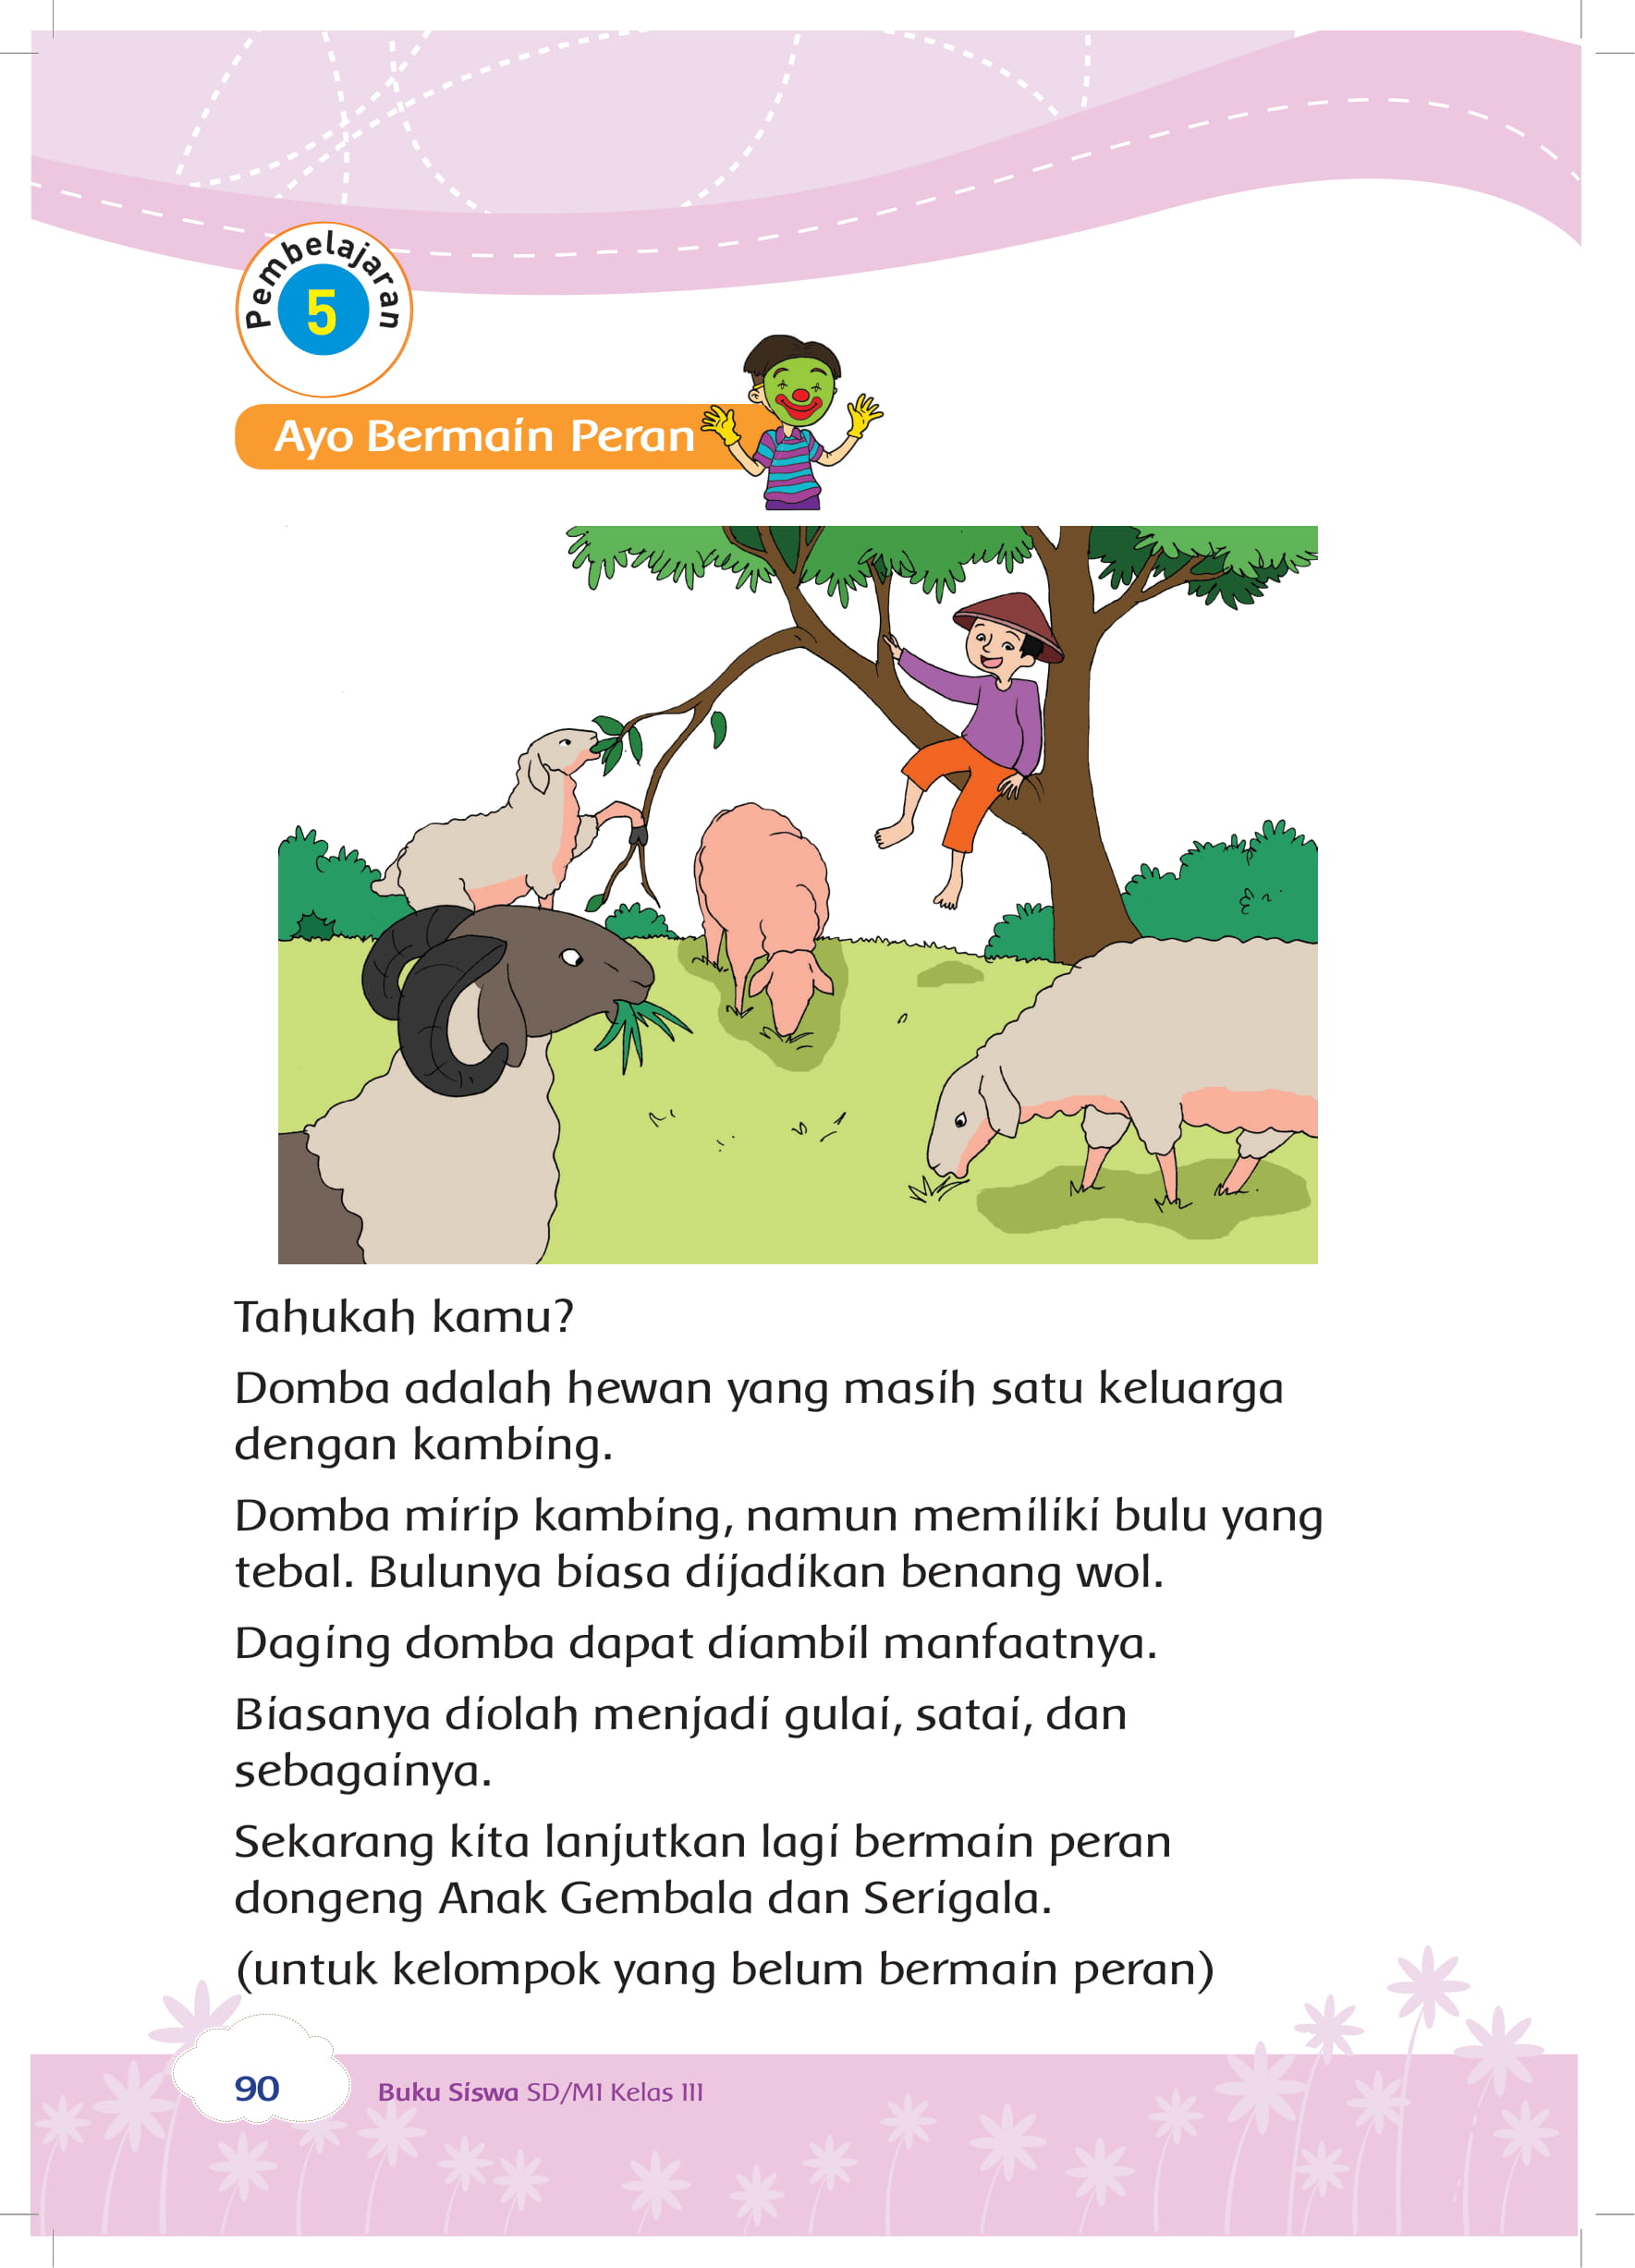 Pembelajaran
5
Ayo Bermain Peran
Tahukah kamu?
Domba adalah hewan yang masih satu keluarga
dengan kambing.
Domba mirip kambing, namun memiliki bulu yang
tebal. Bulunya biasa dijadikan benang wol.
Daging domba dapat diambil manfaatnya.
Biasanya diolah menjadi gulai, satai, dan
sebagainya.
Sekarang kita lanjutkan lagi bermain peran
dongeng Anak Gembala dan Serigala.
(untuk kelompok yang belum bermain peran)
90
Buku Siswa SD/MI Kelas III